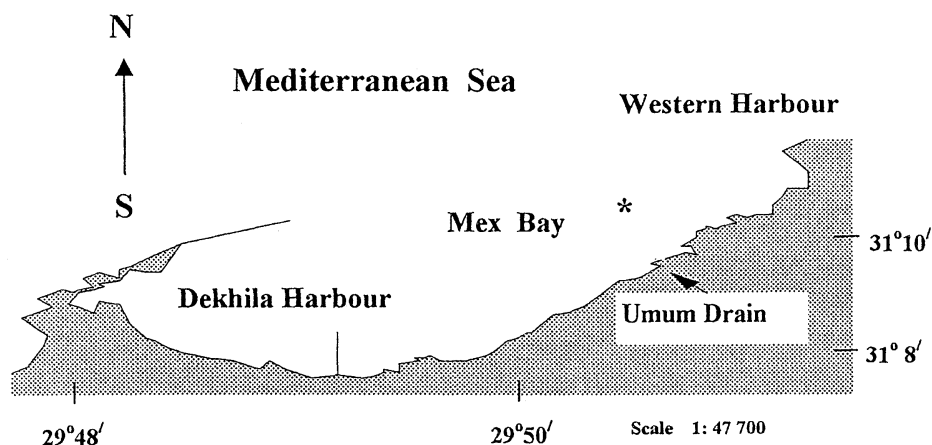 N
Mediterranean Sea
Western Harbour
S
*
Mex Bay
31°10′
Dekhila Harbour
Umum Drain
31°8′
29°48′
29°50′
Scale 1: 47 700